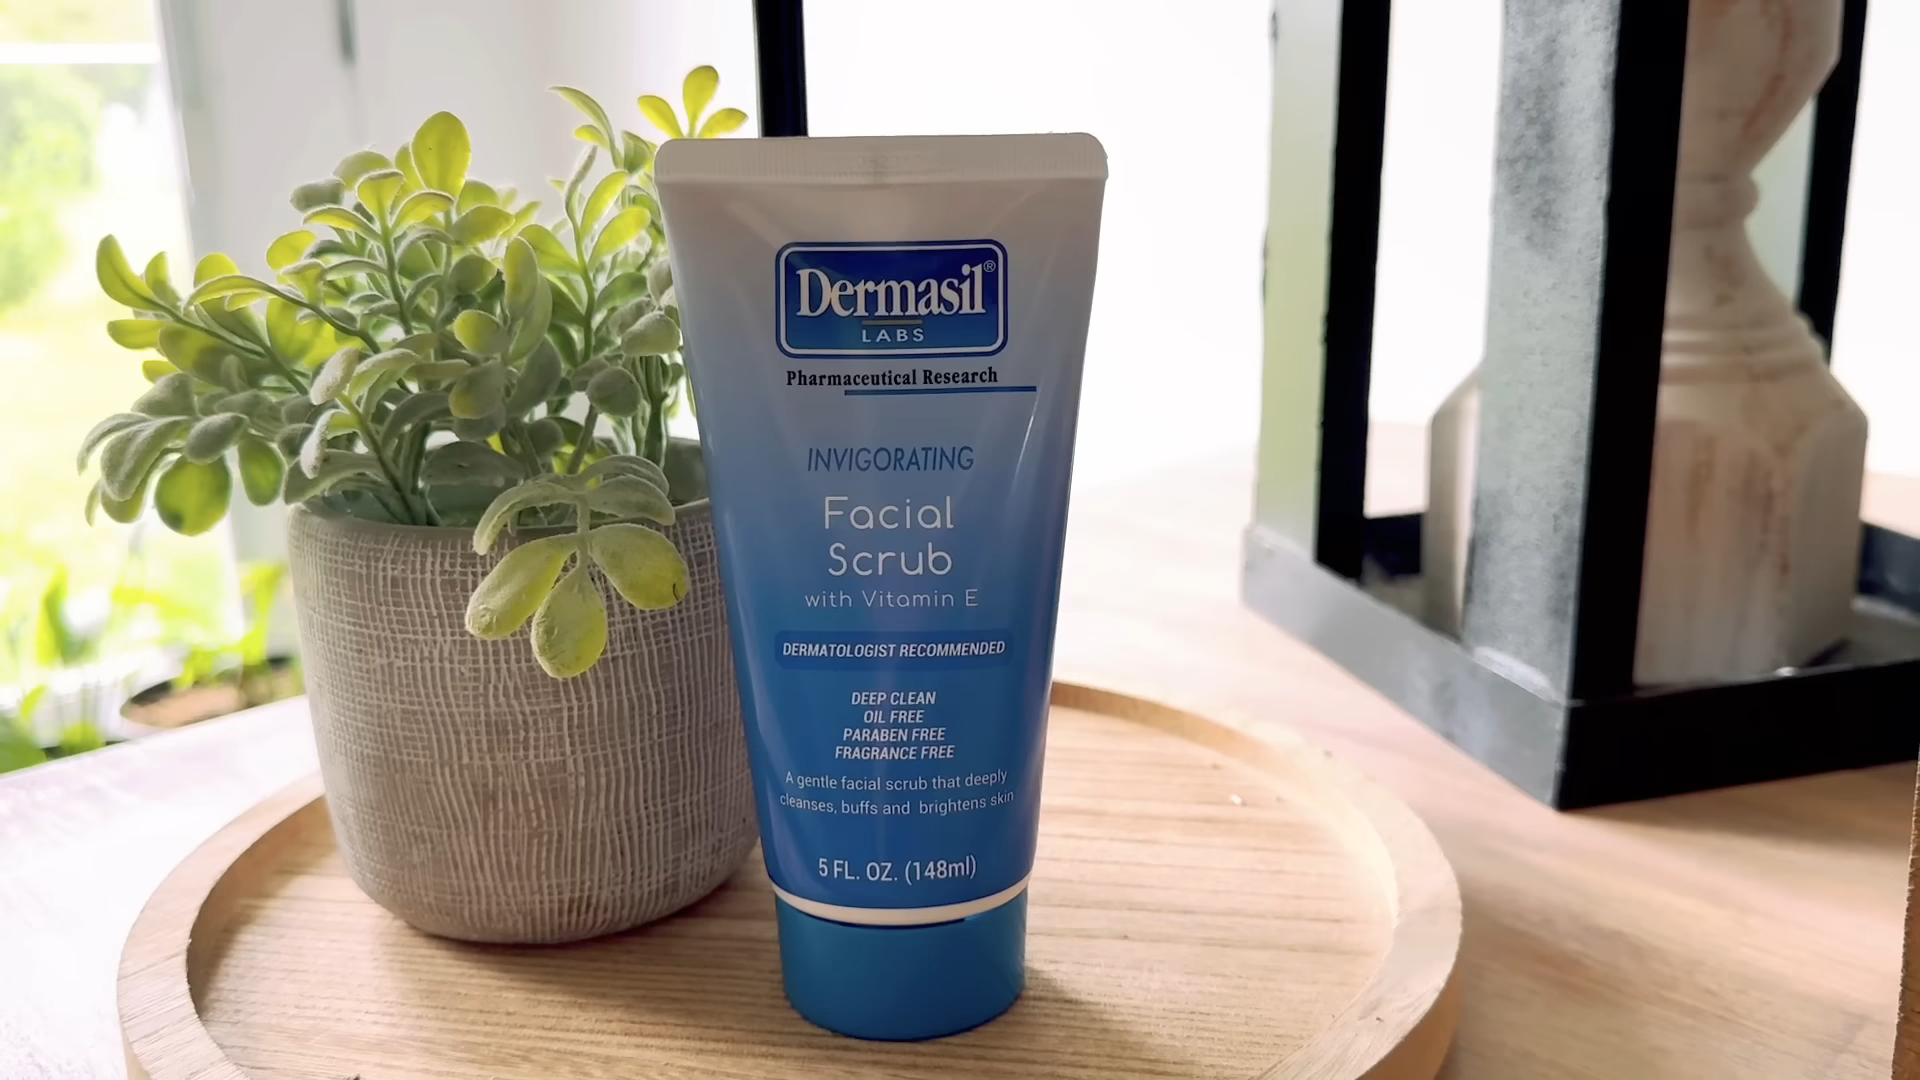 Dermasil®
LABS
Pharmaceutical Research
INVIGORATING
Facial
Scrub
with Vitamin E
DERMATOLOGIST RECOMMENDED
DEEP CLEAN
OIL FREE
PARABEN FREE
FRAGRANCE FREE
A gentle facial scrub that deeply
cleanses, buffs and brightens skin
5 FL. OZ. (148ml)